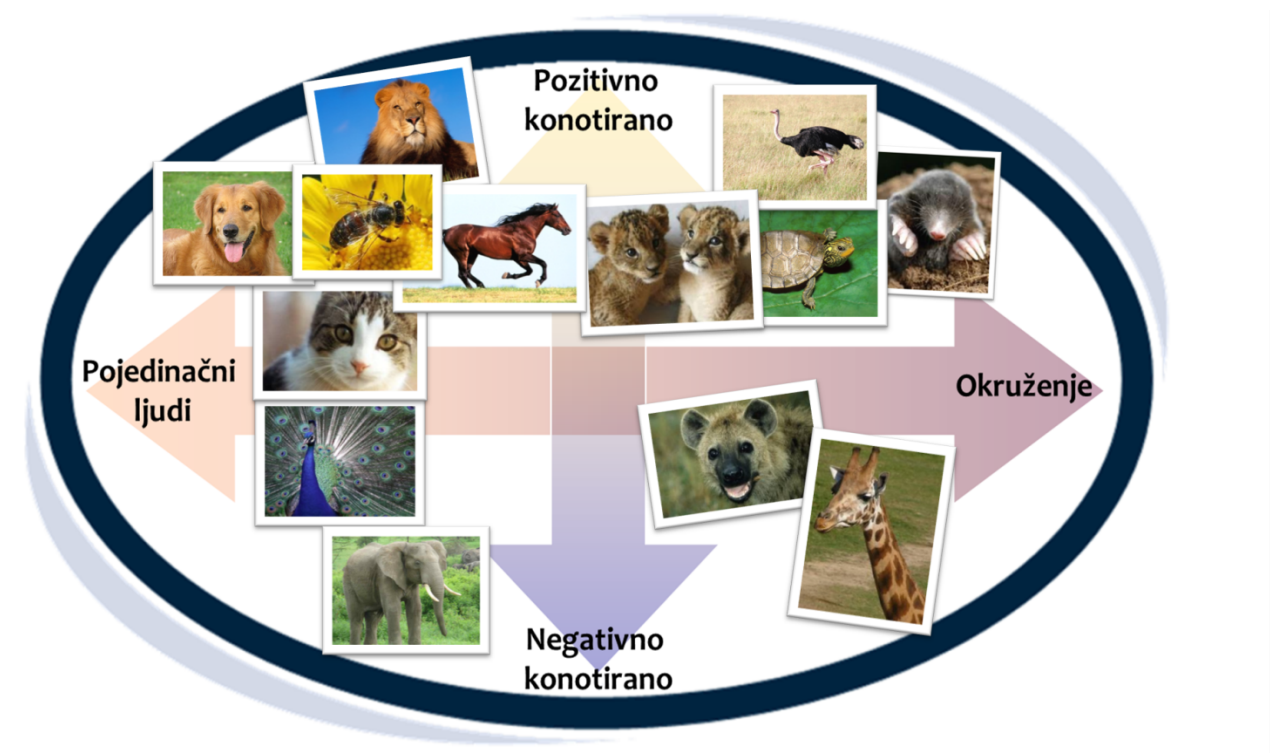 Pozitivno
konotirano
Pojedinačni
ljudi
Okruženje
Negativno
konotirano